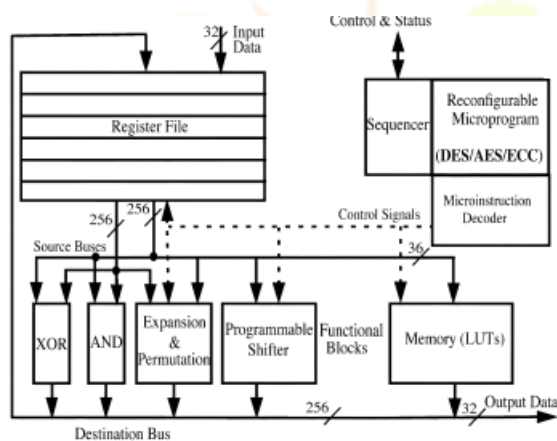 Control & Status
32
Input
Data
Register File
Sequencer
Reconfigurable
Microprogram
(DES/AES/ECC)
Microinstruction
Decoder
256
256
Control Signals
Source Buses
36
XOR
AND
Expansion
&
Permutation
Programmable
Shifter
Functional
Blocks
Memory (LUTs)
256
32
Output Data
Destination Bus